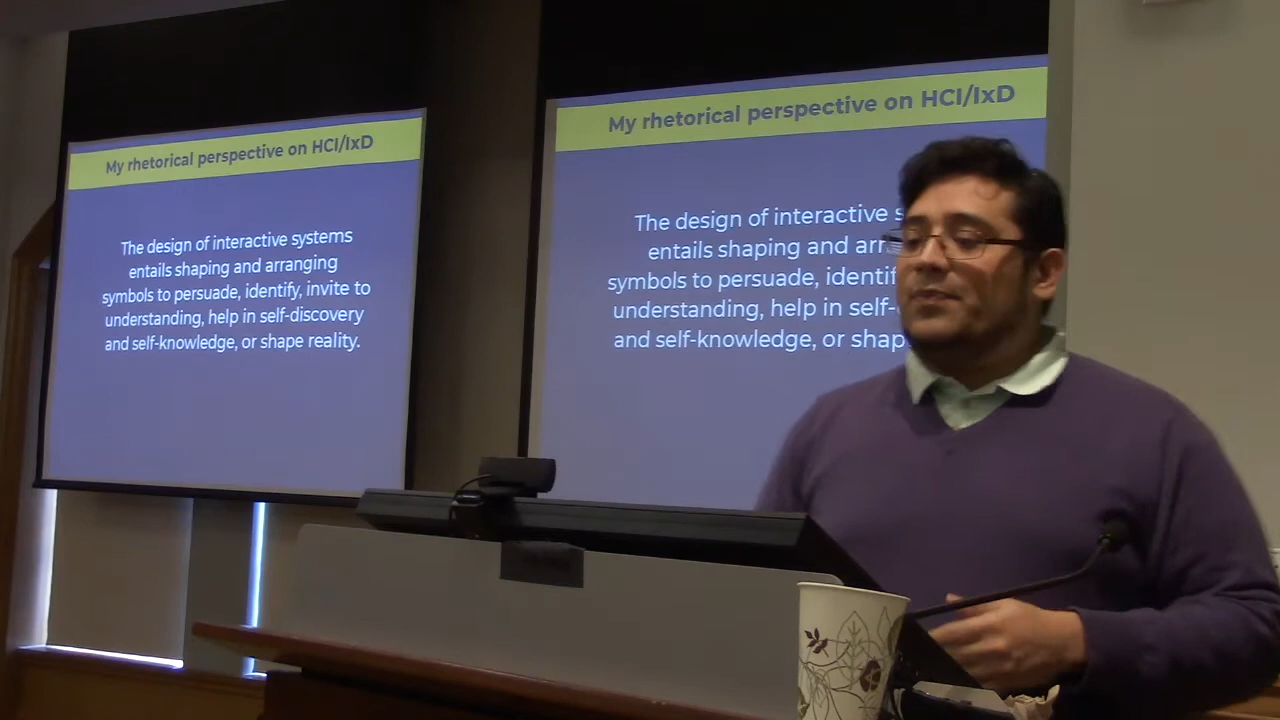 My rhetorical perspective on HCI/IxD
The design of interactive systems
entails shaping and arranging
symbols to persuade, identify, invite to
understanding, help in self-discovery
and self-knowledge, or shape reality.
My rhetorical perspective on HCI/IxD
The design of interactive
entails shaping and
symbols to persuade,
understanding, help in self-
and self-knowledge, or